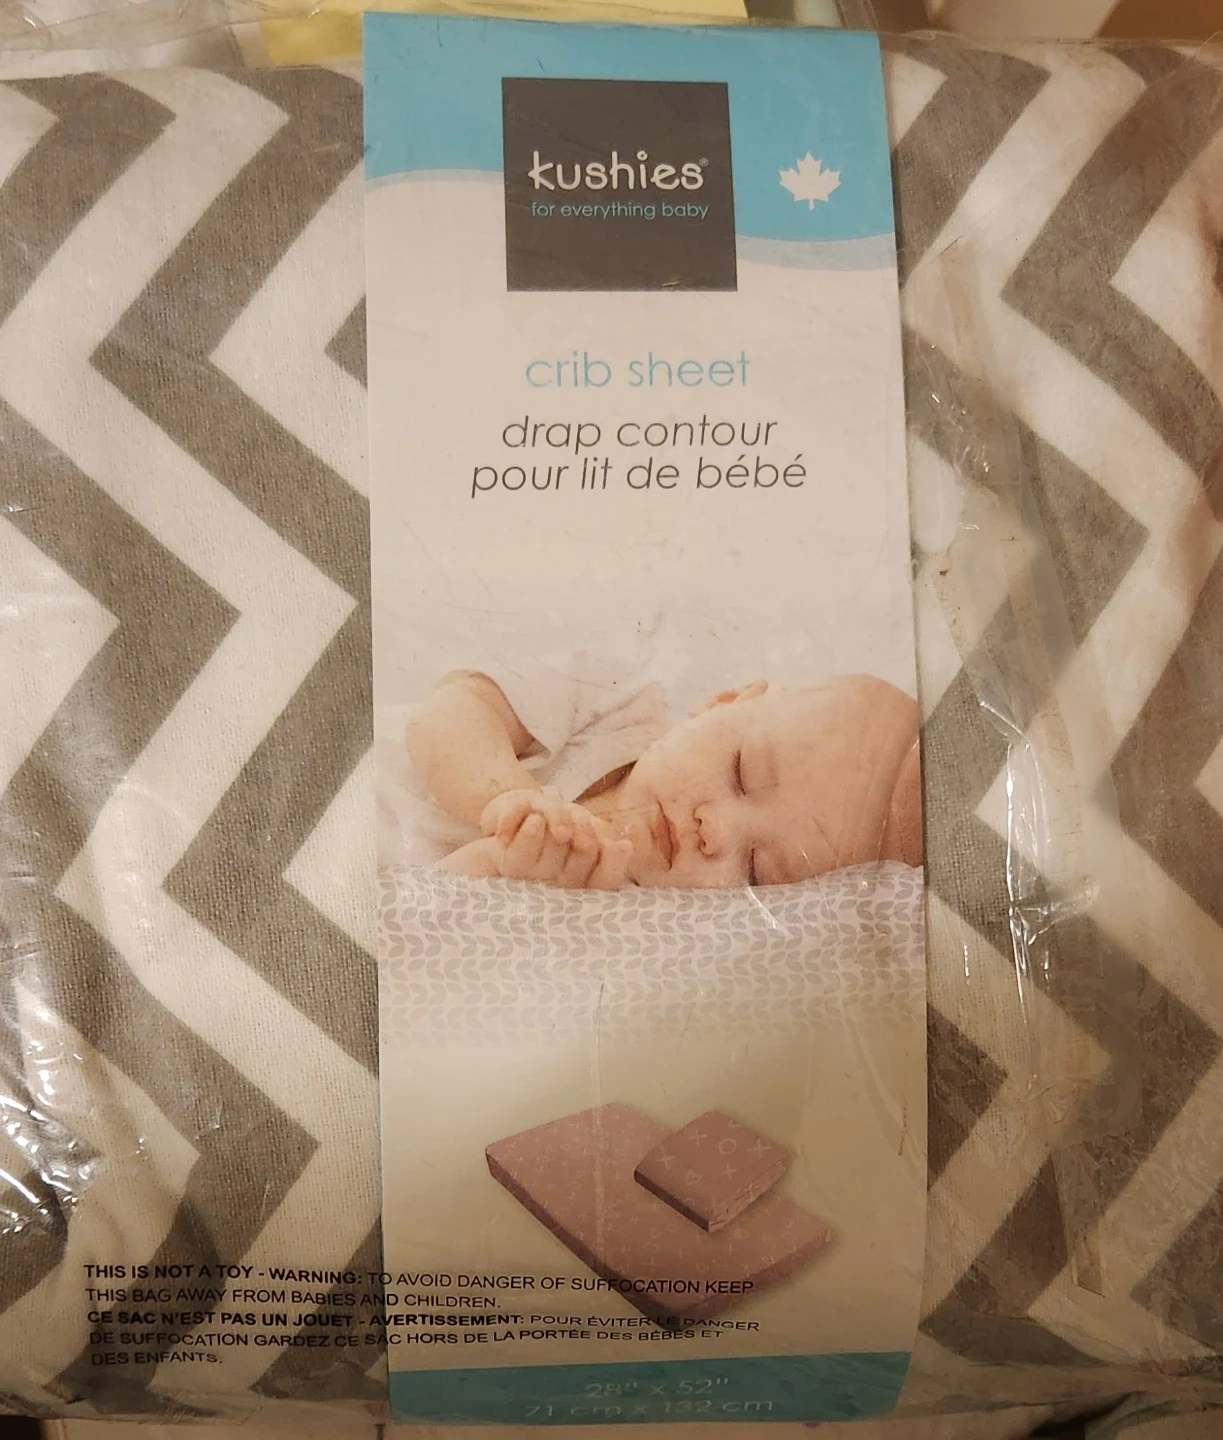 kushies®
for everything baby
crib sheet
drap contour
pour lit de bébé
THIS IS NOT A TOY - WARNING: TO AVOID DANGER OF SUFFOCATION KEEP
THIS BAG AWAY FROM BABIES AND CHILDREN.
CE SAC N'EST PAS UN JOUET - AVERTISSEMENT: POUR ÉVITER LE DANGER
DE SUFFOCATION GARDEZ CE SAC HORS DE LA PORTÉE DES BÉBÉS ET
DES ENFANTS.
28" x 52"
71 cm x 132 cm